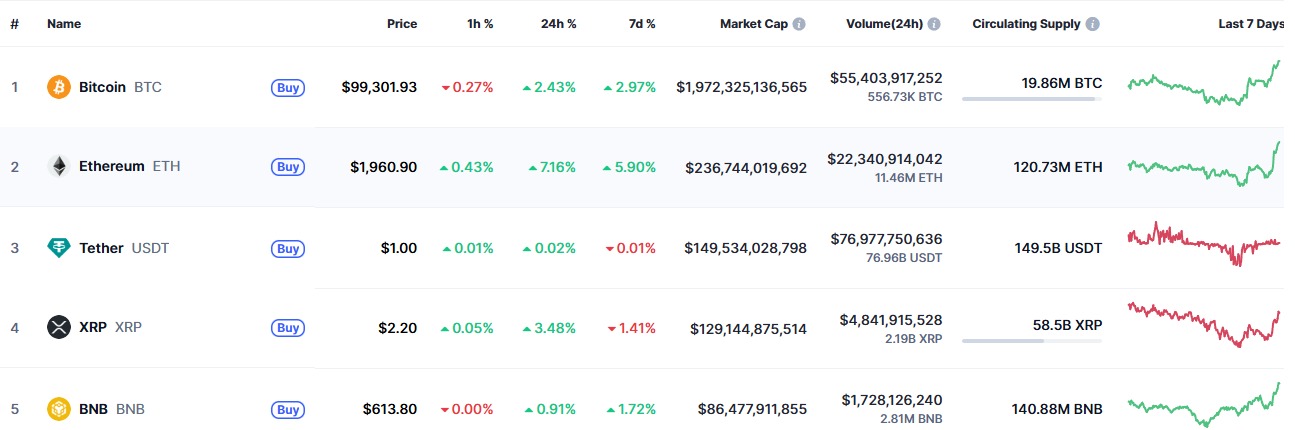 # Name Price 1h % 24h % 7d % Market Cap Volume(24h) Circulating Supply Last 7 Days
1 Bitcoin BTC Buy $99,301.93 0.27% 2.43% 2.97% $1,972,325,136,565 $55,403,917,252 19.86M BTC
556.73K BTC
2 Ethereum ETH Buy $1,960.90 0.43% 7.16% 5.90% $236,744,019,692 $22,340,914,042 120.73M ETH
11.46M ETH
3 Tether USDT Buy $1.00 0.01% 0.02% 0.01% $149,534,028,798 $76,977,750,636 149.5B USDT
76.96B USDT
4 XRP XRP Buy $2.20 0.05% 3.48% 1.41% $129,144,875,514 $4,841,915,528 58.5B XRP
2.19B XRP
5 BNB BNB Buy $613.80 0.00% 0.91% 1.72% $86,477,911,855 $1,728,126,240 140.88M BNB
2.81M BNB